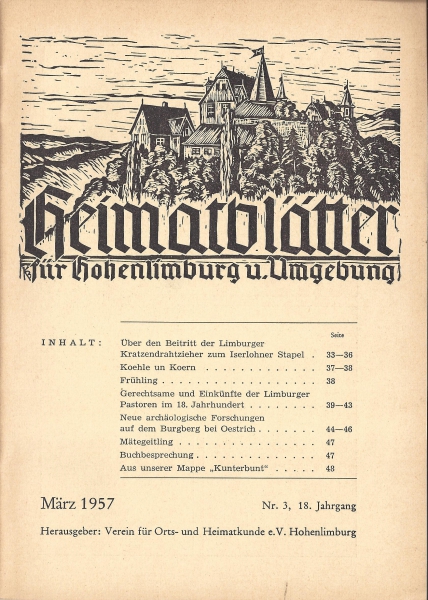 Heimatblätter
für Hohenlimburg u. Umgebung
Seite
INHALT: Über den Beitritt der Limburger
Kratzendrahtzieher zum Iserlohner Stapel . 33—36
Koehle un Koern . . . . . . . . . . . . 37—38
Frühling . . . . . . . . . . . . . . . . 38
Gerechtsame und Einkünfte der Limburger
Pastoren im 18. Jahrhundert . . . . . . . 39—43
Neue archäologische Forschungen
auf dem Burgberg bei Oestrich . . . . . . 44—46
Mätegeitling . . . . . . . . . . . . . . 47
Buchbesprechung . . . . . . . . . . . . . 47
Aus unserer Mappe „Kunterbunt“ . . . . . 48
März 1957 Nr. 3, 18. Jahrgang
Herausgeber: Verein für Orts- und Heimatkunde e.V. Hohenlimburg